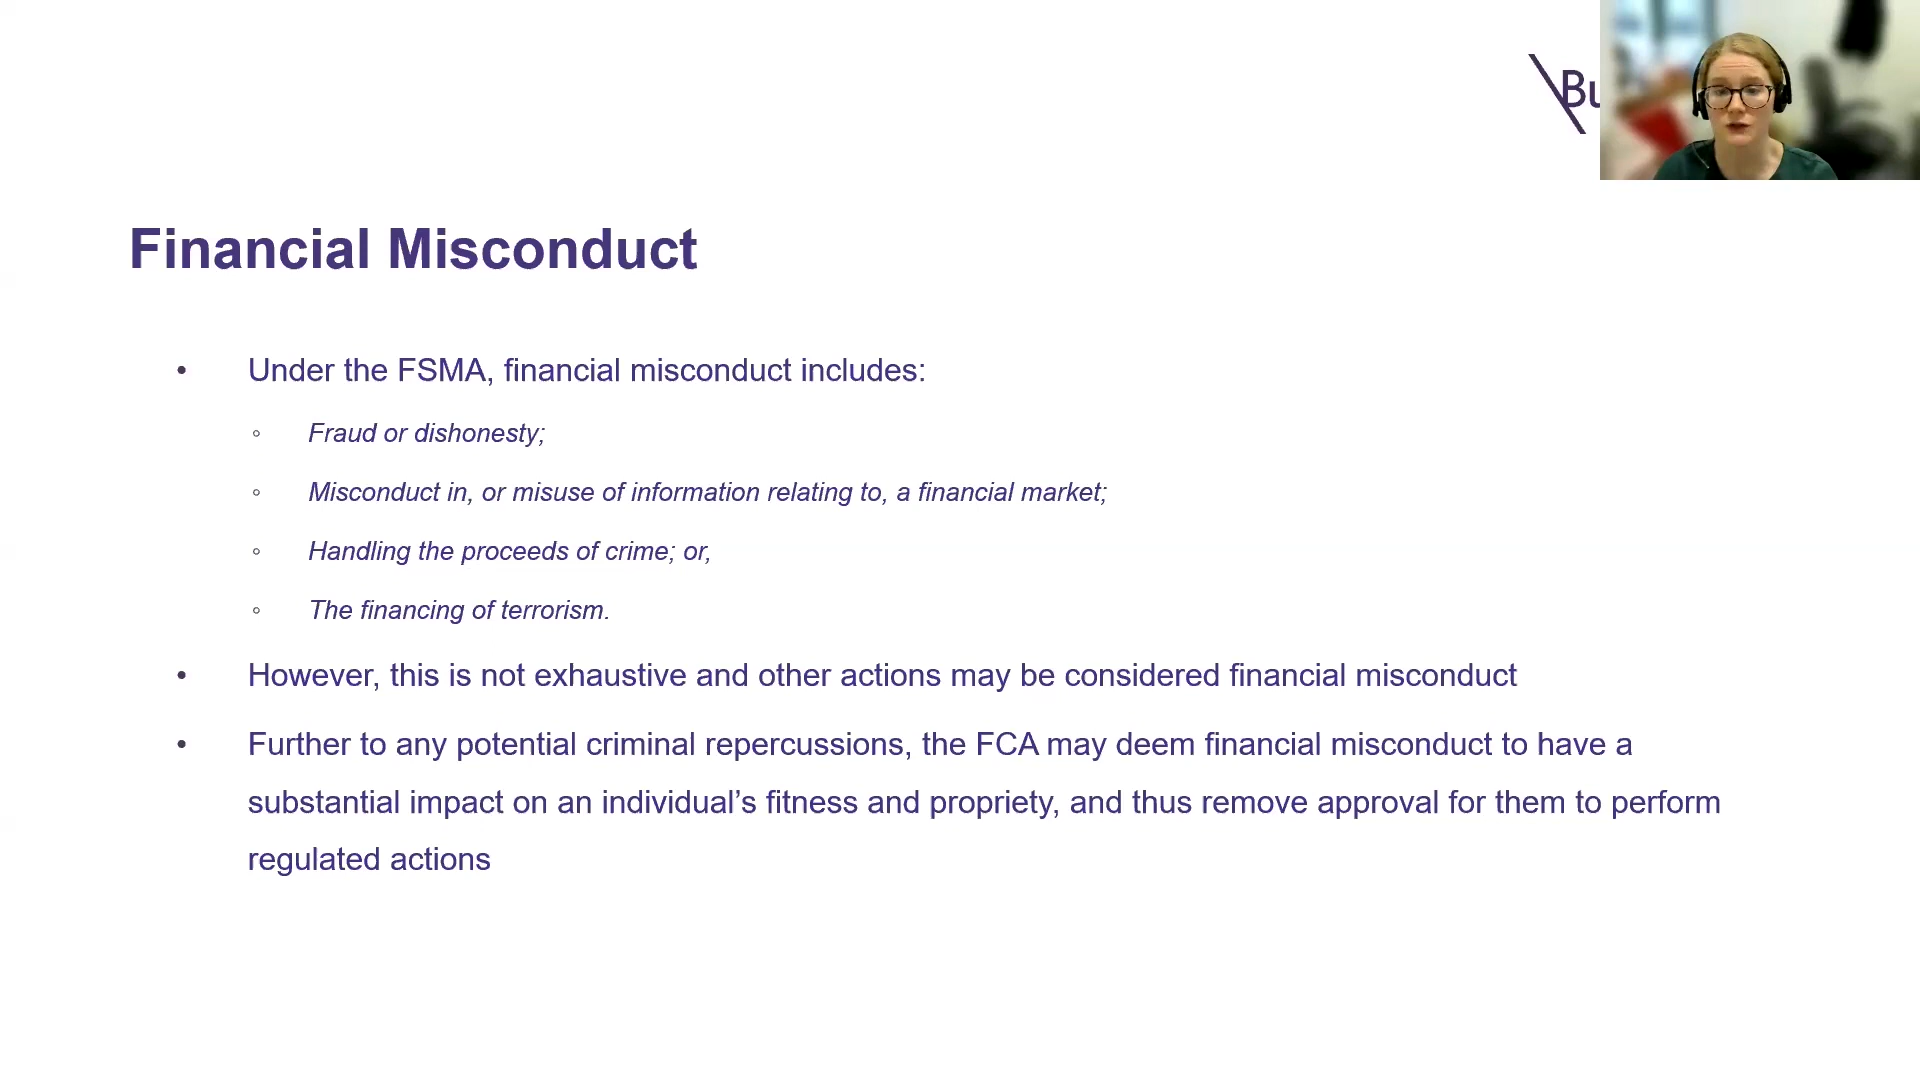 Bu
Financial Misconduct
• Under the FSMA, financial misconduct includes:
◦ Fraud or dishonesty;
◦ Misconduct in, or misuse of information relating to, a financial market;
◦ Handling the proceeds of crime; or,
◦ The financing of terrorism.
• However, this is not exhaustive and other actions may be considered financial misconduct
• Further to any potential criminal repercussions, the FCA may deem financial misconduct to have a
substantial impact on an individual’s fitness and propriety, and thus remove approval for them to perform
regulated actions